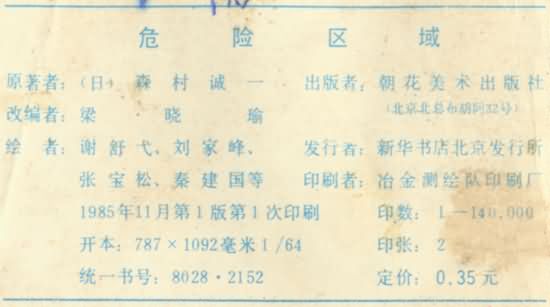 危险区域
原著者：（日）森村诚一 出版者：朝花美术出版社
（北京北总布胡同32号）
改编者：梁晓瑜
绘者：谢舒弋、刘家峰、 发行者：新华书店北京发行所
张宝松、秦建国等 印刷者：冶金测绘队印刷厂
1985年11月第1版第1次印刷 印数：1—140,000
开本：787×1092毫米1/64 印张：2
统一书号：8028·2152 定价：0.35元